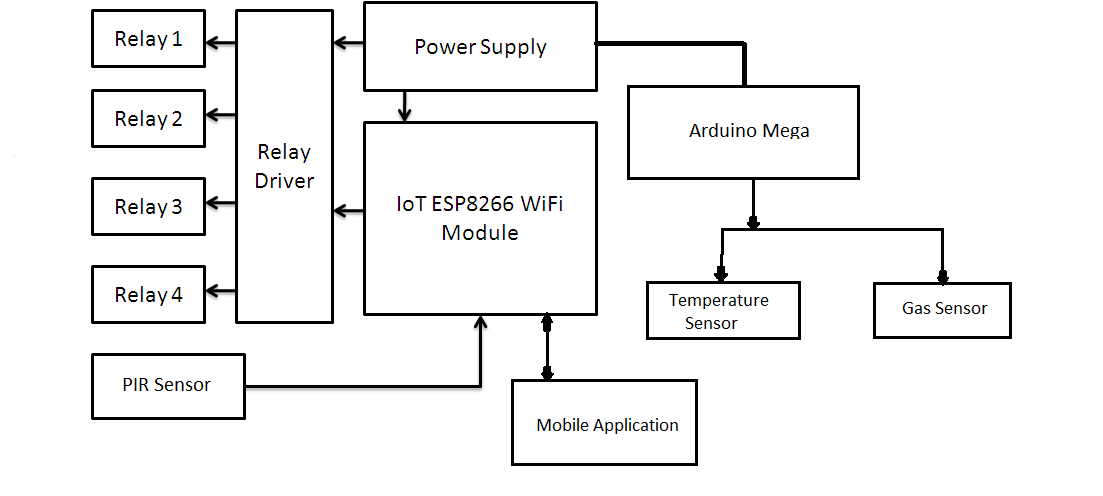 Relay 1
Relay 2
Relay 3
Relay 4
Relay
Driver
Power Supply
IoT ESP8266 WiFi
Module
Arduino Mega
Temperature
Sensor
Gas Sensor
PIR Sensor
Mobile Application